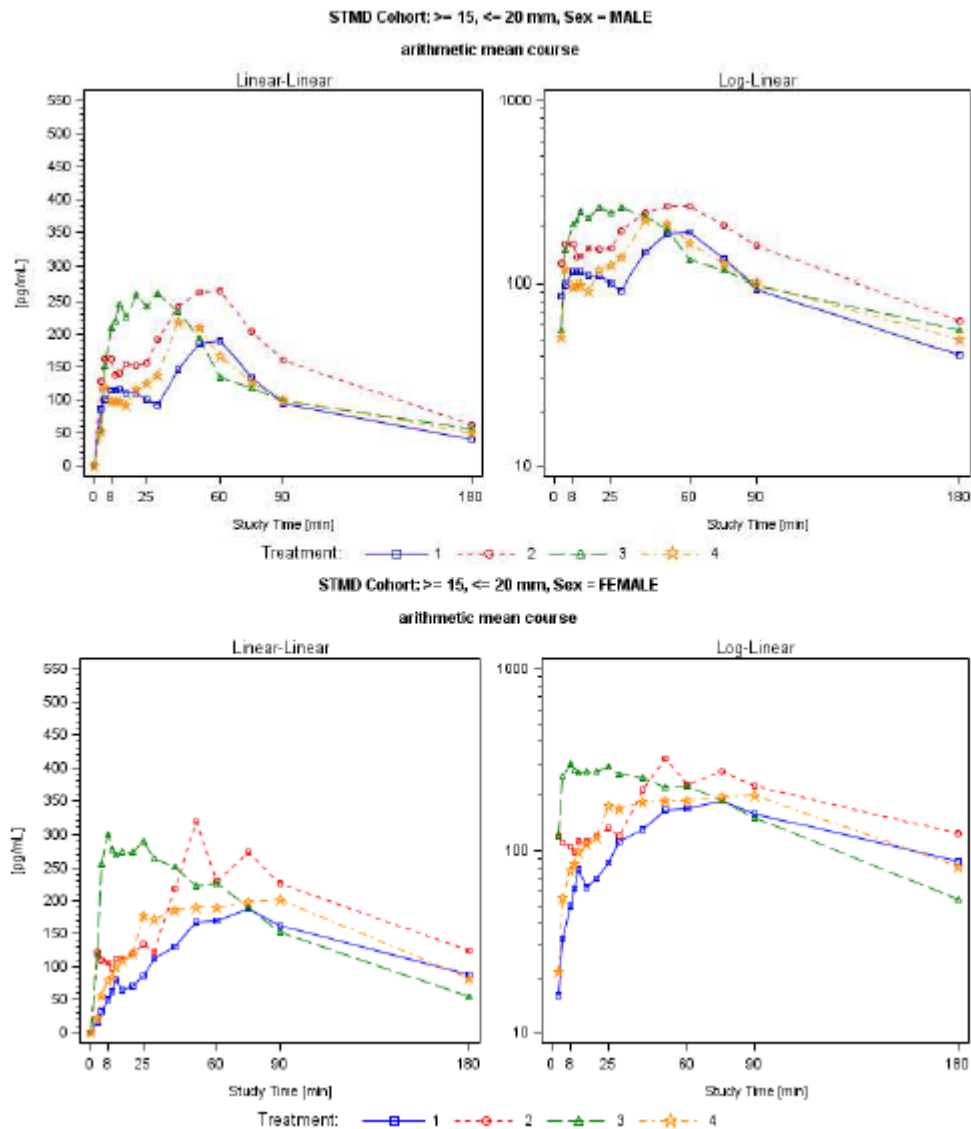 STMD Cohort: >= 15, <= 20 mm, Sex = MALE
arithmetic mean course
Linear-Linear
Log-Linear
550
500
450
400
350
300
250
200
150
100
50
0
[pg/mL]
1000
100
10
0 8 25 60 90 180
0 8 25 60 90 180
Study Time [min]
Study Time [min]
Treatment: 1 2 3 4
STMD Cohort: >= 15, <= 20 mm, Sex = FEMALE
arithmetic mean course
Linear-Linear
Log-Linear
550
500
450
400
350
300
250
200
150
100
50
0
[pg/mL]
1000
100
10
0 8 25 60 90 180
0 8 25 60 90 180
Study Time [min]
Study Time [min]
Treatment: 1 2 3 4